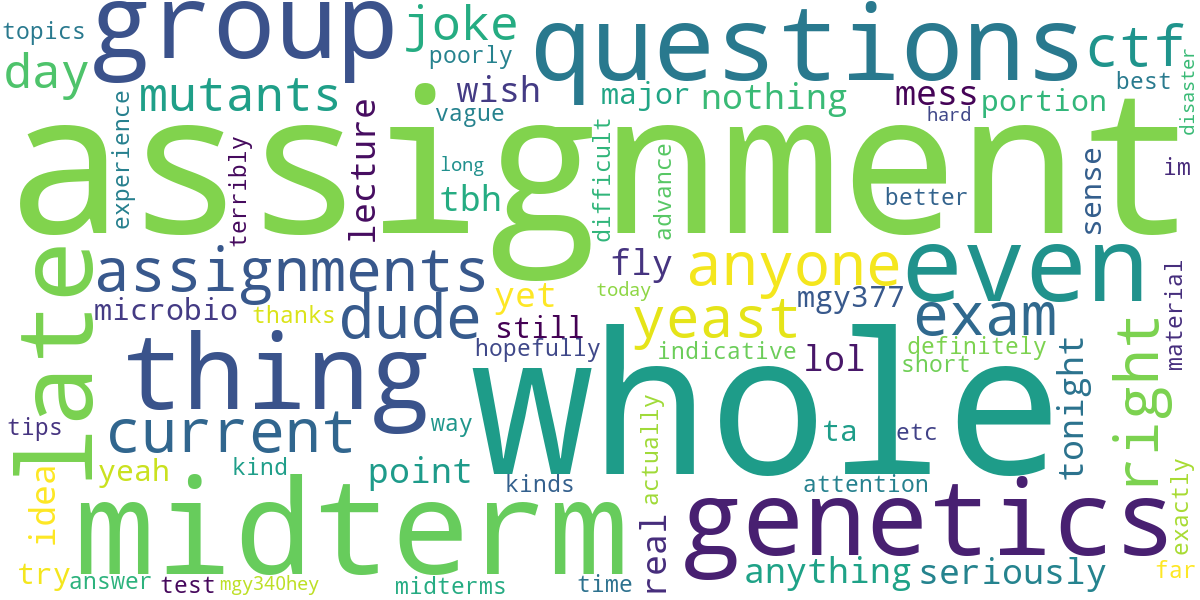 topics
group
joke
poorly
questions
ctf
day
mutants
wish
vague
major
nothing
mess
portion
hard
best
disaster
assignment
experience
terribly
lecture
long
tbh
difficult
advance
better
sense
im
late
assignments
microbio
thanks
dude
yet
still
hopefully
fly
today
anyone
yeast
mgy377
indicative
lol
even
exam
definitely
short
material
thing
current
whole
tonight
right
tips
way
ta
etc
yeah
kind
point
kinds
actually
attention
exactly
idea
midterm
genetics
real
try
answer
test
mgy340hey
midterms
time
anything
seriously
far